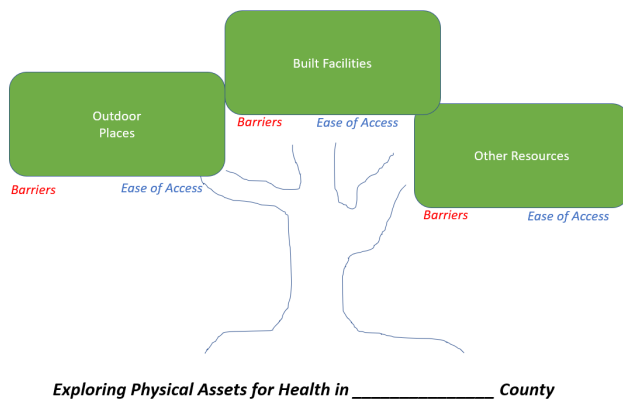 Built Facilities
Barriers
Ease of Access
Outdoor
Places
Barriers
Ease of Access
Other Resources
Barriers
Ease of Access
Exploring Physical Assets for Health in _______________ County